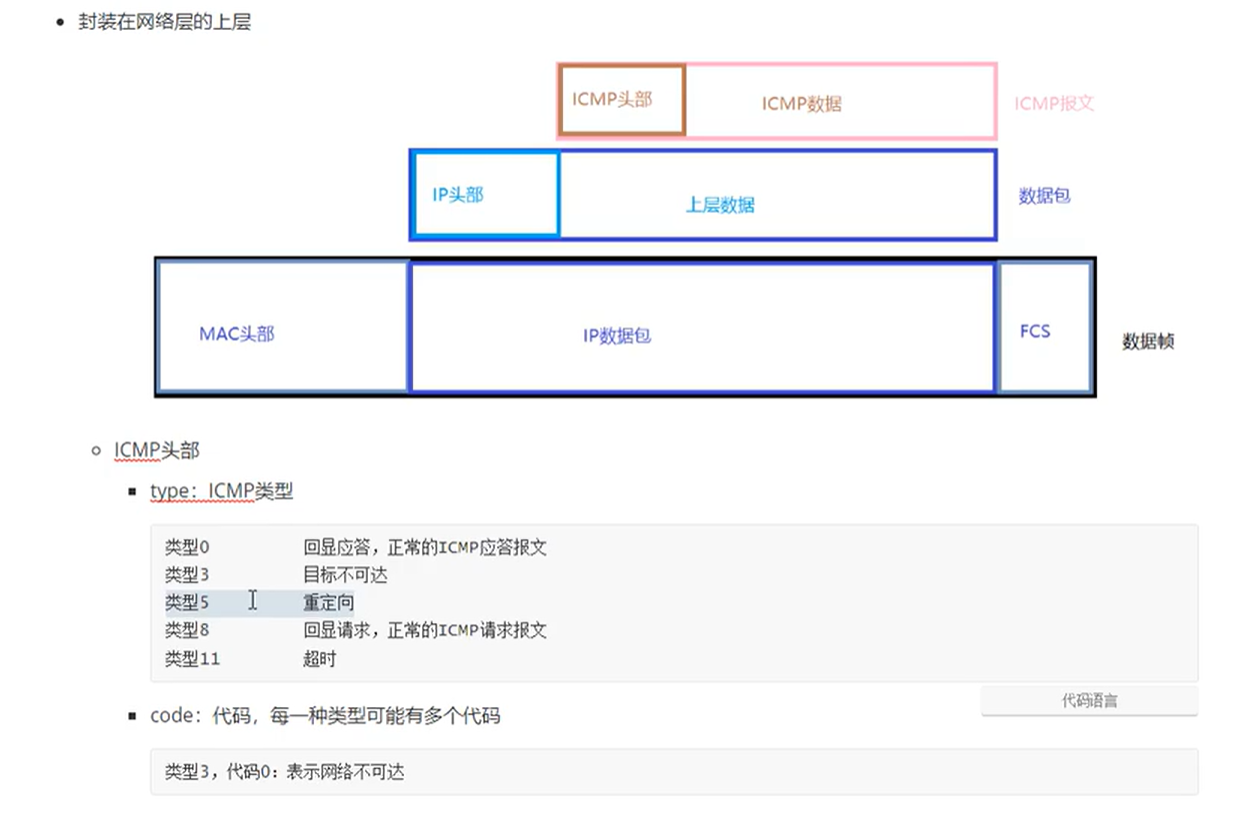 封装在网络层的上层
ICMP头部
ICMP数据
ICMP报文
IP头部
上层数据
数据包
MAC头部
IP数据包
FCS
数据帧
ICMP头部
type：ICMP类型
类型0 回显应答，正常的ICMP应答报文
类型3 目标不可达
类型5 重定向
类型8 回显请求，正常的ICMP请求报文
类型11 超时
代码语言
code：代码，每一种类型可能有多个代码
类型3，代码0：表示网络不可达